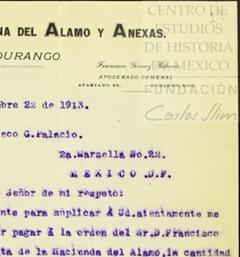 CENTRO DE
ESTUDIOS
DE HISTORIA
DE MÉXICO
FUNDACIÓN
Carlos Slim
NA DEL ALAMO Y ANEXAS.
DURANGO
Francisco Gómez Palacio,
APODERADO GENERAL
APARTADO 85. DURANGO, DGO.
bre 22 de 1913.
sco G. Palacio.
2a. Marsella No. 22.
MEXICO D.F.
Señor de mi respeto:
nte para suplicar á Ud. atentamente me
r pagar á la orden del Sr. D. Francisco
ta de la Hacienda del Alamo, la cantidad